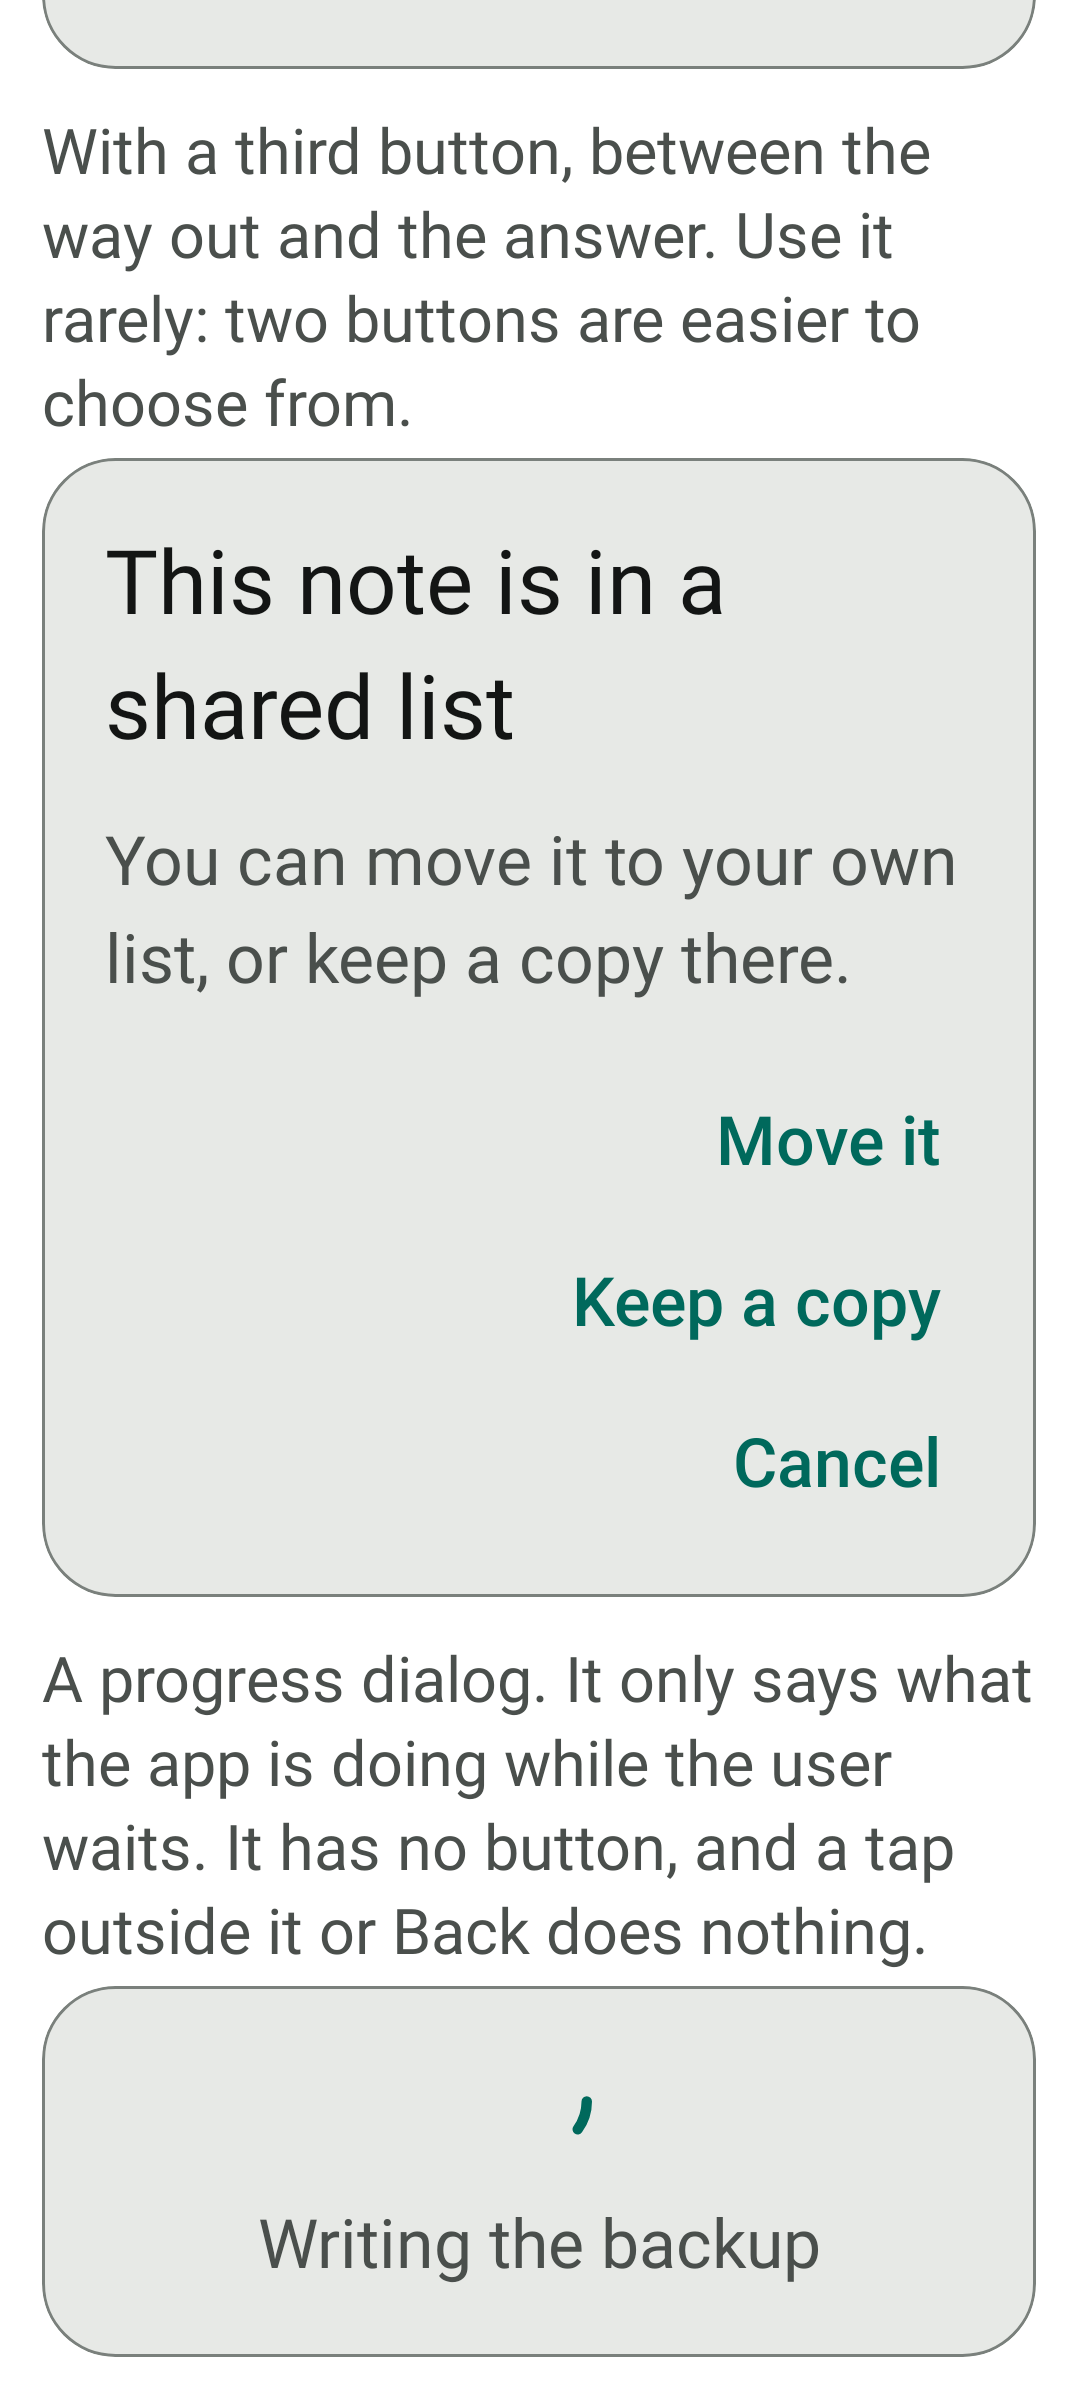 With a third button, between the
way out and the answer. Use it
rarely: two buttons are easier to
choose from.
This note is in a
shared list
You can move it to your own
list, or keep a copy there.
Move it
Keep a copy
Cancel
A progress dialog. It only says what
the app is doing while the user
waits. It has no button, and a tap
outside it or Back does nothing.
Writing the backup